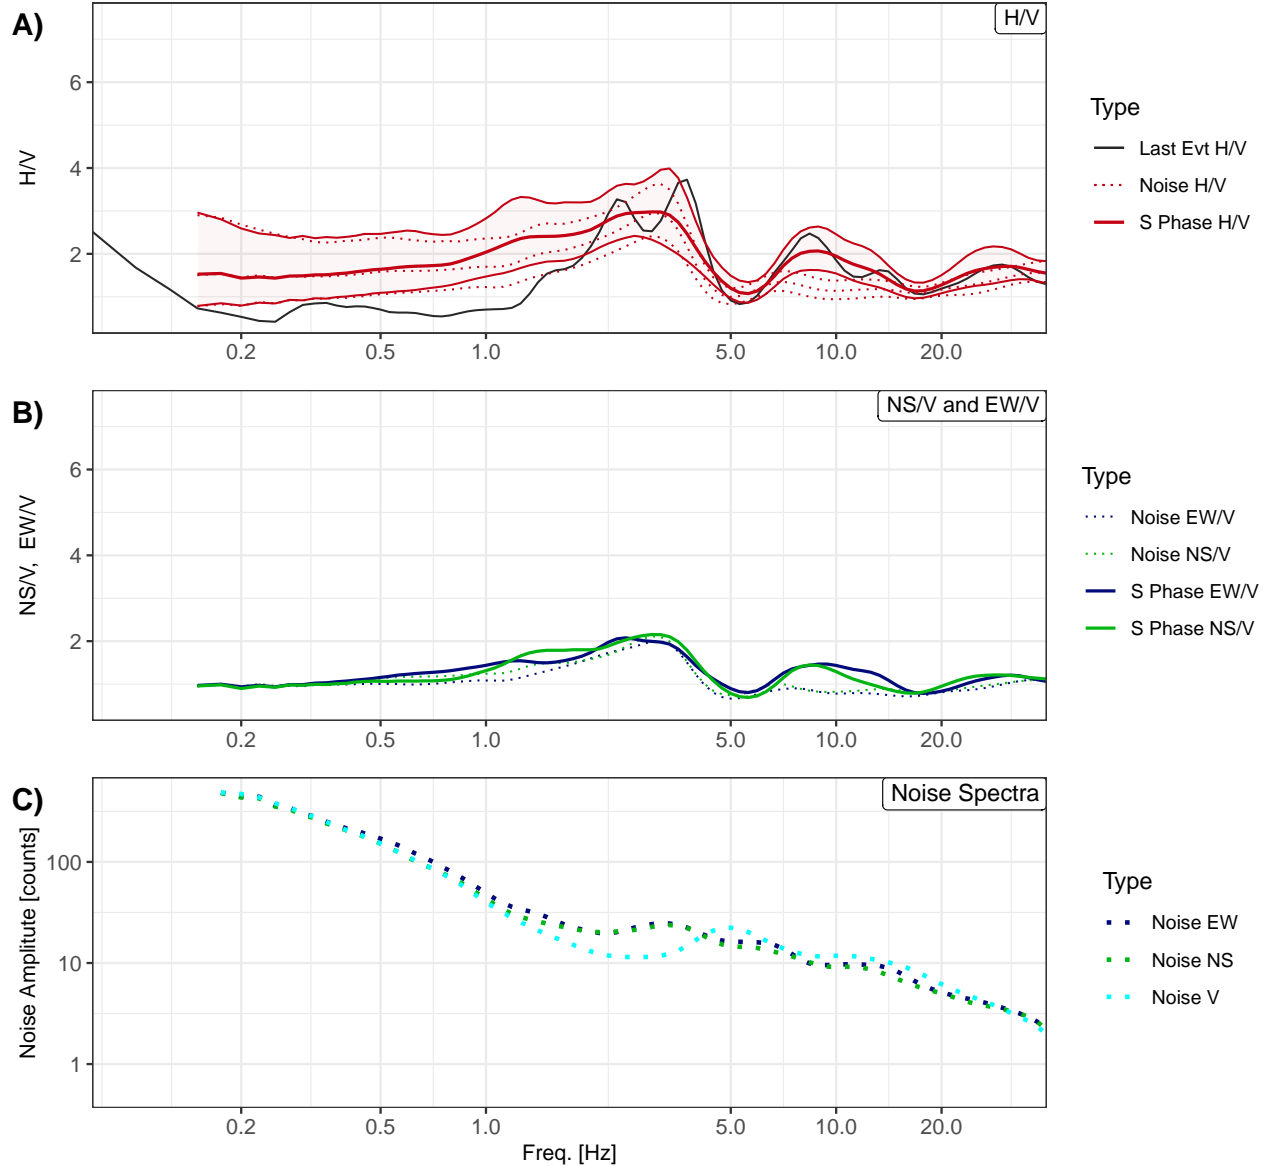 A)
H/V
6
4
2
H/V
0.2 0.5 1.0 5.0 10.0 20.0
Type
Last Evt H/V
Noise H/V
S Phase H/V
B)
NS/V and EW/V
6
4
2
NS/V, EW/V
0.2 0.5 1.0 5.0 10.0 20.0
Type
Noise EW/V
Noise NS/V
S Phase EW/V
S Phase NS/V
C)
Noise Spectra
100
10
1
Noise Amplitude [counts]
0.2 0.5 1.0 5.0 10.0 20.0
Freq. [Hz]
Type
Noise EW
Noise NS
Noise V